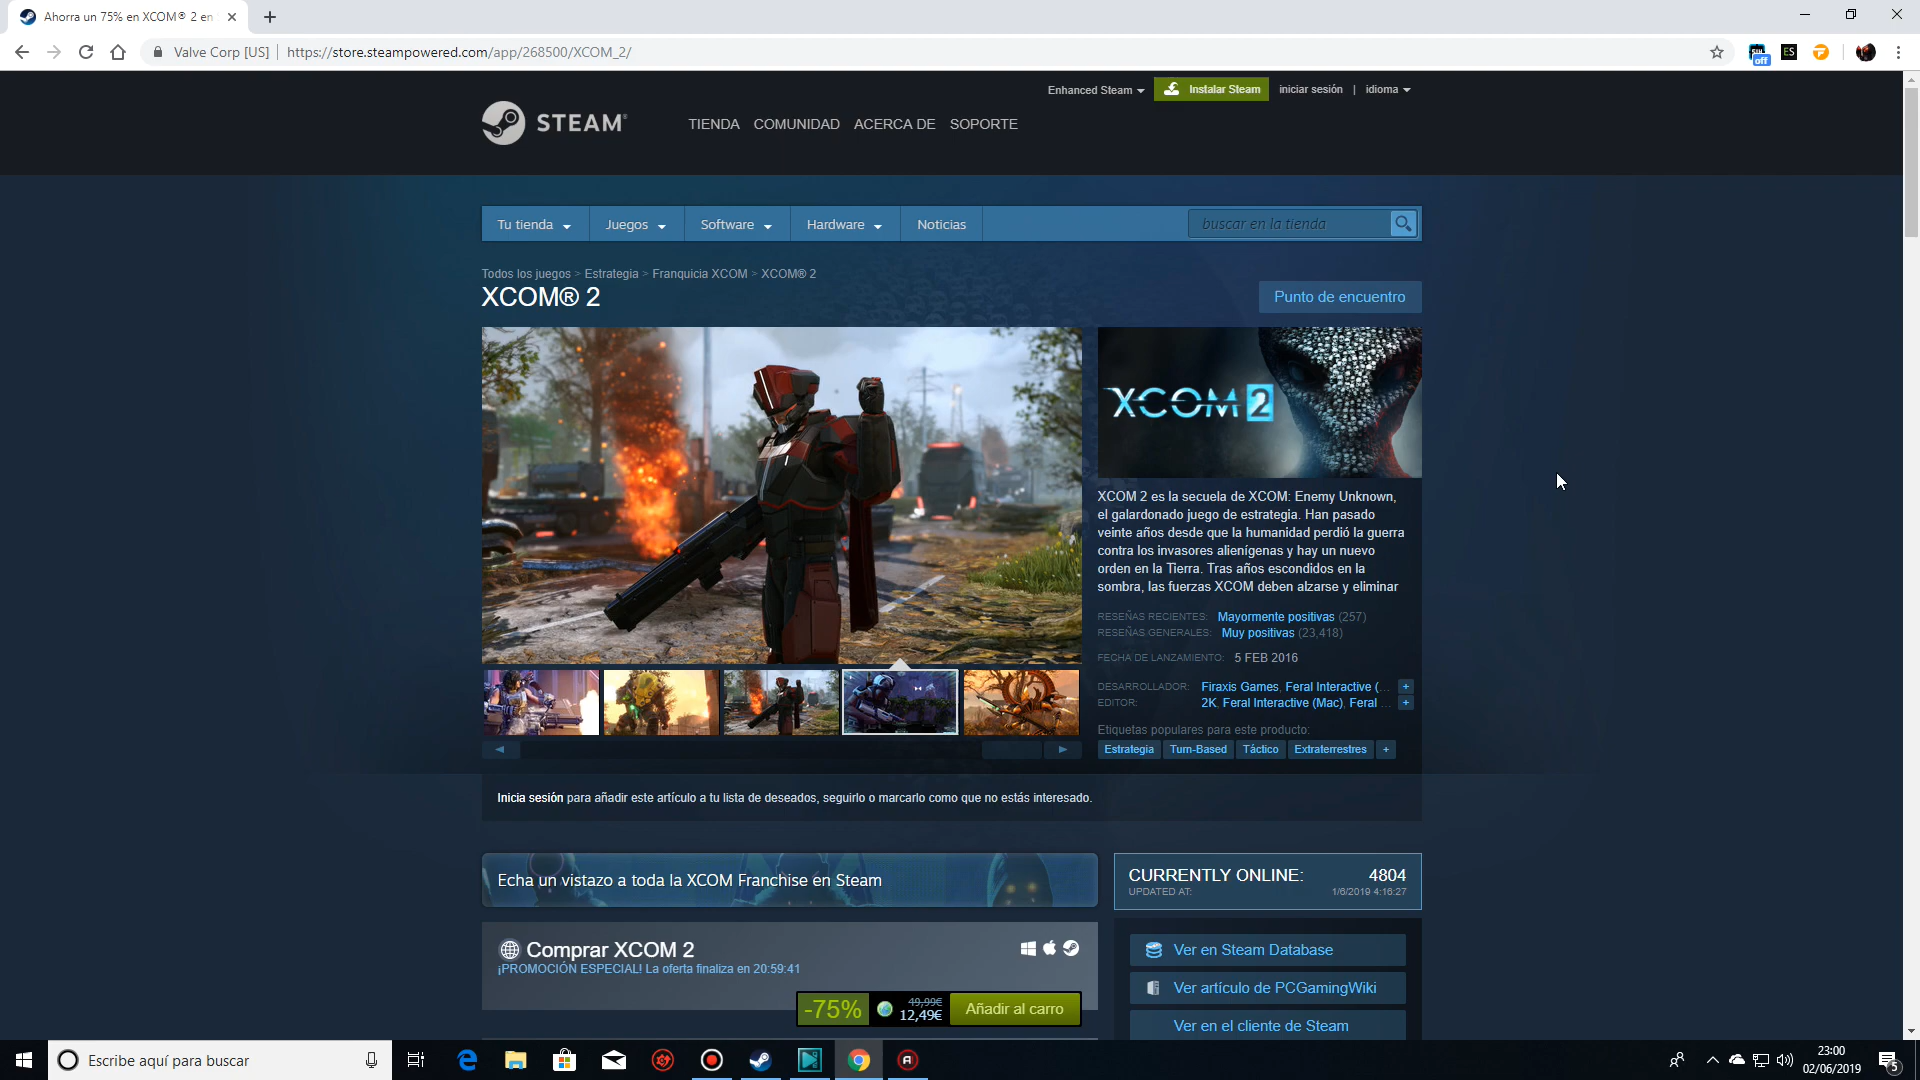 Ahorra un 75% en XCOM® 2 en
Valve Corp [US]
https://store.steampowered.com/app/268500/XCOM_2/
off
ES
Enhanced Steam
Instalar Steam
iniciar sesión | idioma
STEAM®
TIENDA COMUNIDAD ACERCA DE SOPORTE
Tu tienda Juegos Software Hardware Noticias
buscar en la tienda
Todos los juegos > Estrategia > Franquicia XCOM > XCOM® 2
XCOM® 2
Punto de encuentro
XCOM 2
XCOM 2 es la secuela de XCOM: Enemy Unknown,
el galardonado juego de estrategia. Han pasado
veinte años desde que la humanidad perdió la guerra
contra los invasores alienígenas y hay un nuevo
orden en la Tierra. Tras años escondidos en la
sombra, las fuerzas XCOM deben alzarse y eliminar
RESEÑAS RECIENTES: Mayormente positivas (257)
RESEÑAS GENERALES: Muy positivas (23,418)
FECHA DE LANZAMIENTO: 5 FEB 2016
DESARROLLADOR: Firaxis Games, Feral Interactive (... +
EDITOR: 2K, Feral Interactive (Mac), Feral ... +
Etiquetas populares para este producto:
Estrategia Turn-Based Táctico Extraterrestres +
Inicia sesión para añadir este artículo a tu lista de deseados, seguirlo o marcarlo como que no estás interesado.
Echa un vistazo a toda la XCOM Franchise en Steam
CURRENTLY ONLINE: 4804
UPDATED AT: 1/6/2019 4:16:27
Comprar XCOM 2
¡PROMOCIÓN ESPECIAL! La oferta finaliza en 20:59:41
-75%
49,99€
12,49€
Añadir al carro
Ver en Steam Database
Ver artículo de PCGamingWiki
Ver en el cliente de Steam
Escribe aquí para buscar
23:00
02/06/2019
5